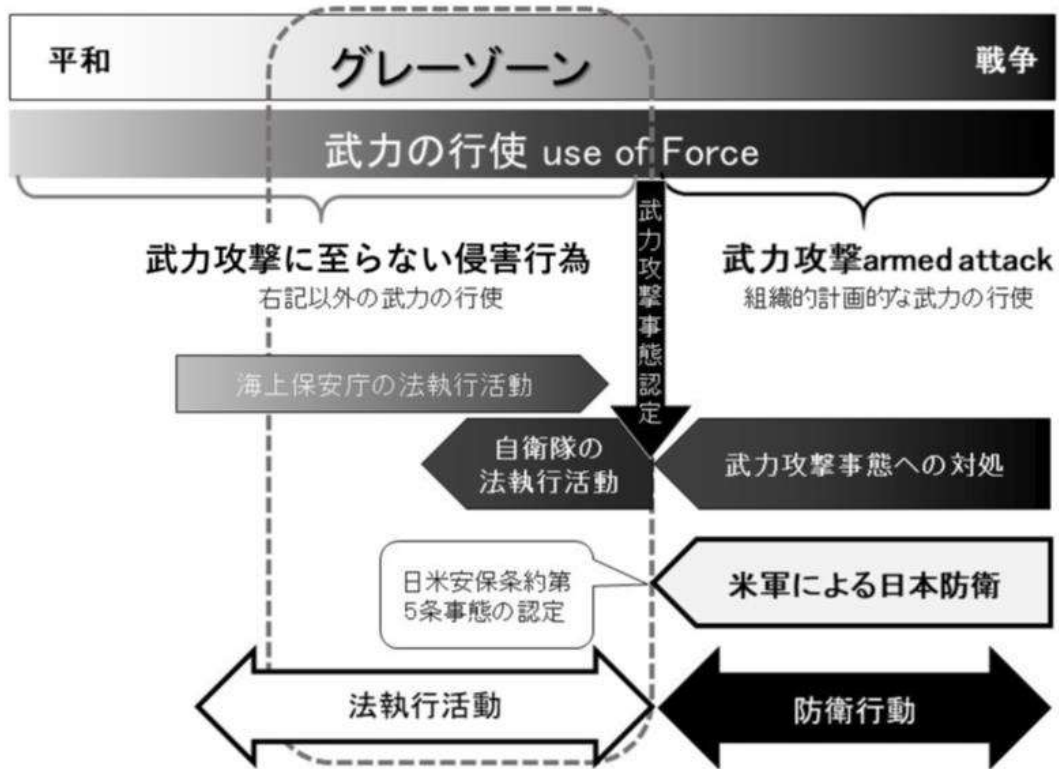 平和
グレーゾーン
戦争
武力の行使 use of Force
武力攻撃に至らない侵害行為
右記以外の武力の行使
武力攻撃事態認定
武力攻撃armed attack
組織的計画的な武力の行使
海上保安庁の法執行活動
自衛隊の
法執行活動
武力攻撃事態への対処
日米安保条約第
5条事態の認定
米軍による日本防衛
法執行活動
防衛行動